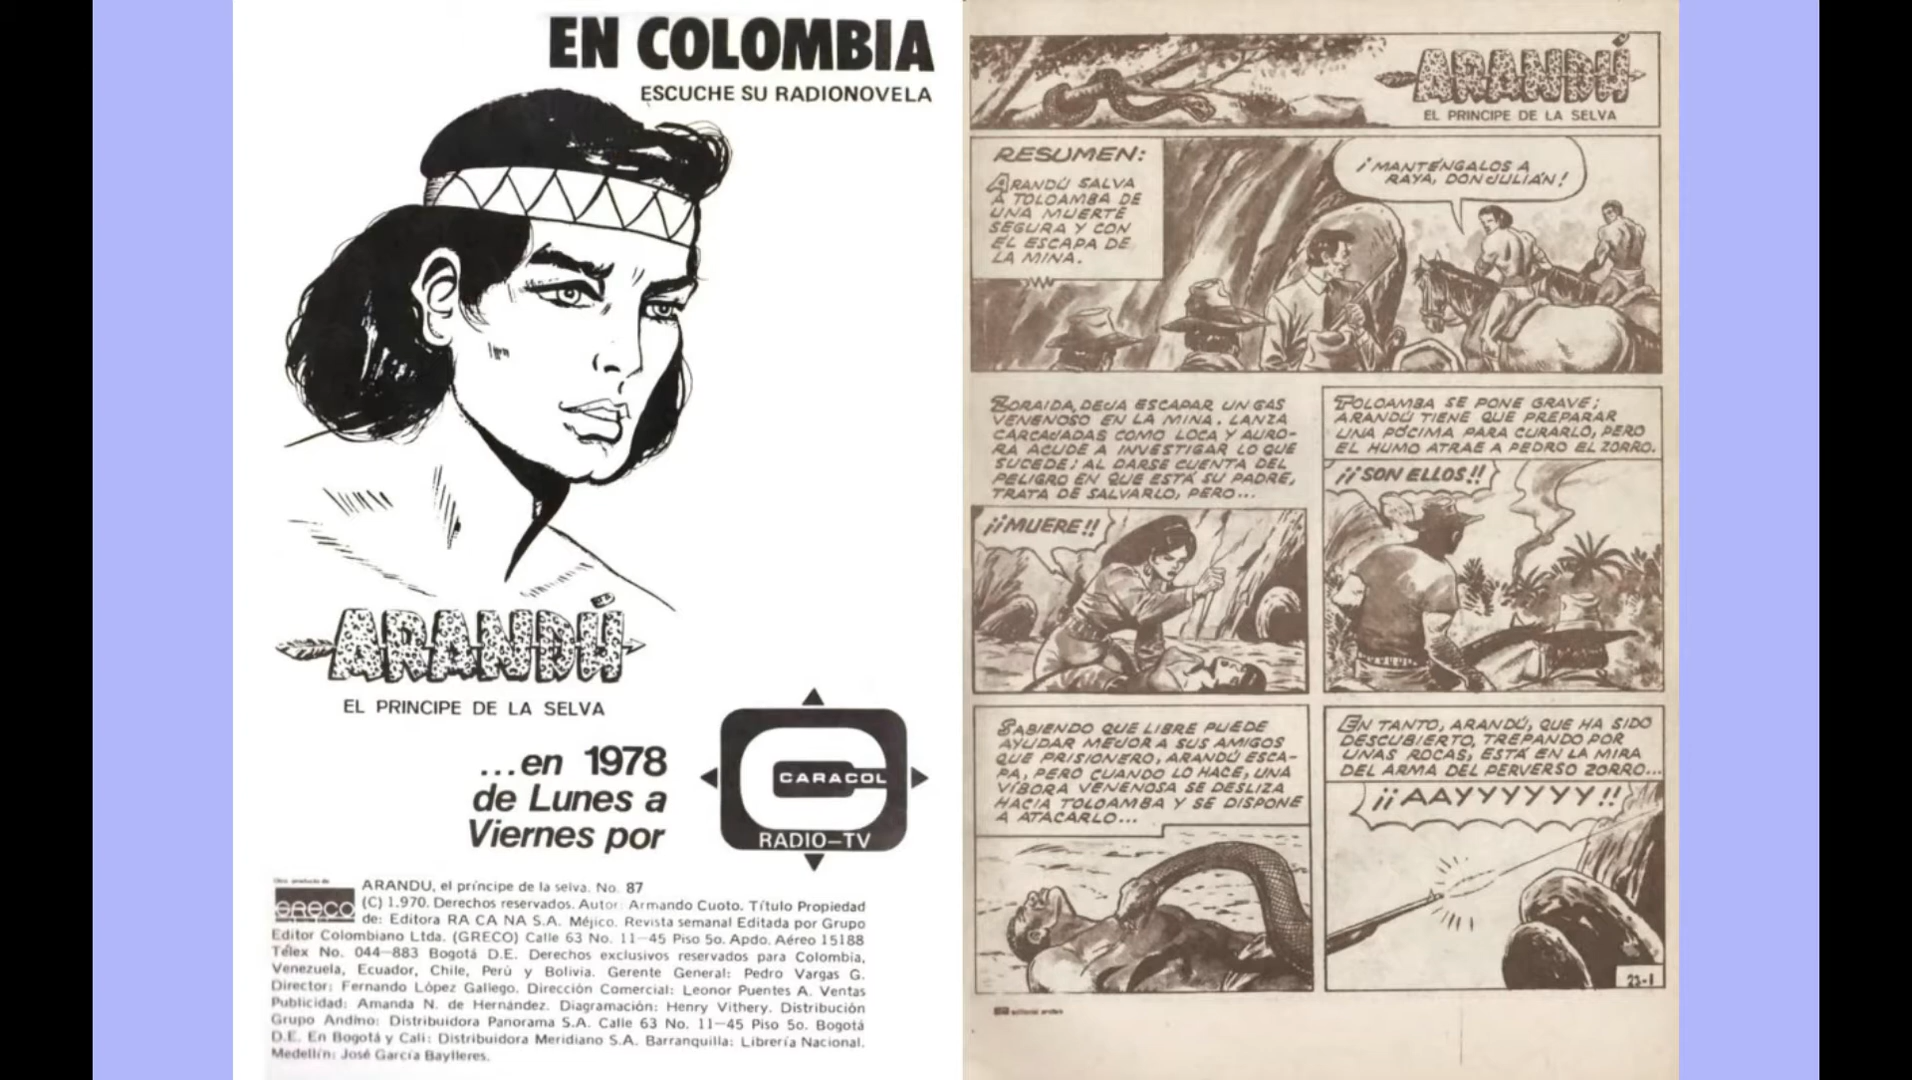 EN COLOMBIA
ESCUCHE SU RADIONOVELA
ARANDÚ
EL PRINCIPE DE LA SELVA
...en 1978
de Lunes a
Viernes por
CARACOL
RADIO-TV
GRECO
ARANDU, el príncipe de la selva. No. 87
(C) 1.970. Derechos reservados. Autor: Armando Cuoto. Título Propiedad
de: Editora RA CA NA S.A. Méjico. Revista semanal Editada por Grupo
Editor Colombiano Ltda. (GRECO) Calle 63 No. 11-45 Piso 5o. Apdo. Aéreo 15188
Télex No. 044-883 Bogotá D.E. Derechos exclusivos reservados para Colombia,
Venezuela, Ecuador, Chile, Perú y Bolivia. Gerente General: Pedro Vargas G.
Director: Fernando López Gallego. Dirección Comercial: Leonor Puentes A. Ventas
Publicidad: Amanda N. de Hernández. Diagramación: Henry Vithery. Distribución
Grupo Andino: Distribuidora Panorama S.A. Calle 63 No. 11-45 Piso 5o. Bogotá
D.E. En Bogotá y Cali: Distribuidora Meridiano S.A. Barranquilla: Librería Nacional.
Medellín: José García Baylleres.
ARANDÚ
EL PRINCIPE DE LA SELVA
RESUMEN:
ARANDÚ SALVA
A TOLOAMBA DE
UNA MUERTE
SEGURA Y CON
ÉL ESCAPA DE
LA MINA.
¡MANTÉNGALOS A
RAYA, DON JULIÁN!
ZORAIDA, DEJA ESCAPAR UN GAS
VENENOSO EN LA MINA. LANZA
CARCAJADAS COMO LOCA Y AURO-
RA ACUDE A INVESTIGAR LO QUE
SUCEDE; AL DARSE CUENTA DEL
PELIGRO EN QUE ESTÁ SU PADRE,
TRATA DE SALVARLO, PERO...
¡¡MUERE!!
TOLOAMBA SE PONE GRAVE;
ARANDÚ TIENE QUE PREPARAR
UNA PÓCIMA PARA CURARLO, PERO
EL HUMO ATRAE A PEDRO EL ZORRO.
¡¡SON ELLOS!!
SABIENDO QUE LIBRE PUEDE
AYUDAR MEJOR A SUS AMIGOS
QUE PRISIONERO, ARANDÚ ESCA-
PA, PERO CUANDO LO HACE, UNA
VÍBORA VENENOSA SE DESLIZA
HACIA TOLOAMBA Y SE DISPONE
A ATACARLO...
EN TANTO, ARANDÚ, QUE HA SIDO
DESCUBIERTO, TREPANDO POR
UNAS ROCAS, ESTÁ EN LA MIRA
DEL ARMA DEL PERVERSO ZORRO...
¡¡AAYYYYYY!!
23-1